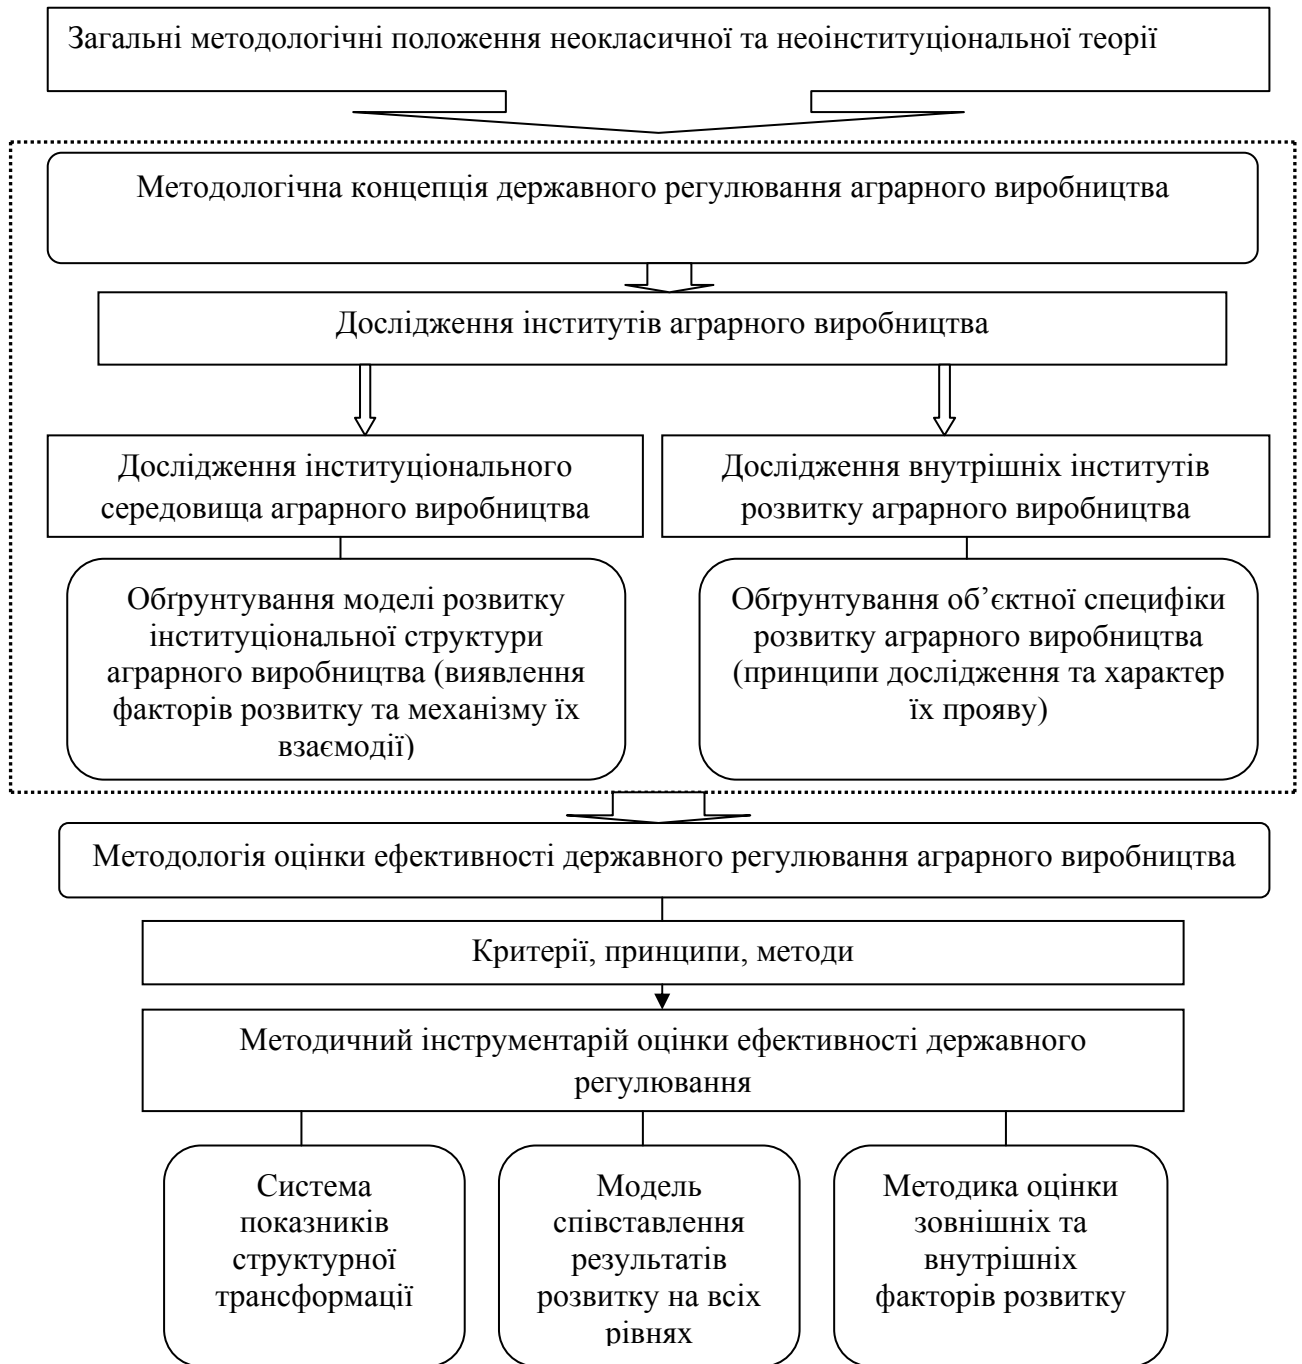 Загальні методологічні положення неокласичної та неоінституціональної теорії
Методологічна концепція державного регулювання аграрного виробництва
Дослідження інститутів аграрного виробництва
Дослідження інституціонального
середовища аграрного виробництва
Дослідження внутрішніх інститутів
розвитку аграрного виробництва
Обґрунтування моделі розвитку
інституціональної структури
аграрного виробництва (виявлення
факторів розвитку та механізму їх
взаємодії)
Обґрунтування об’єктної специфіки
розвитку аграрного виробництва
(принципи дослідження та характер
їх прояву)
Методологія оцінки ефективності державного регулювання аграрного виробництва
Критерії, принципи, методи
Методичний інструментарій оцінки ефективності державного
регулювання
Система
показників
структурної
трансформації
Модель
співставлення
результатів
розвитку на всіх
рівнях
Методика оцінки
зовнішніх та
внутрішніх
факторів розвитку